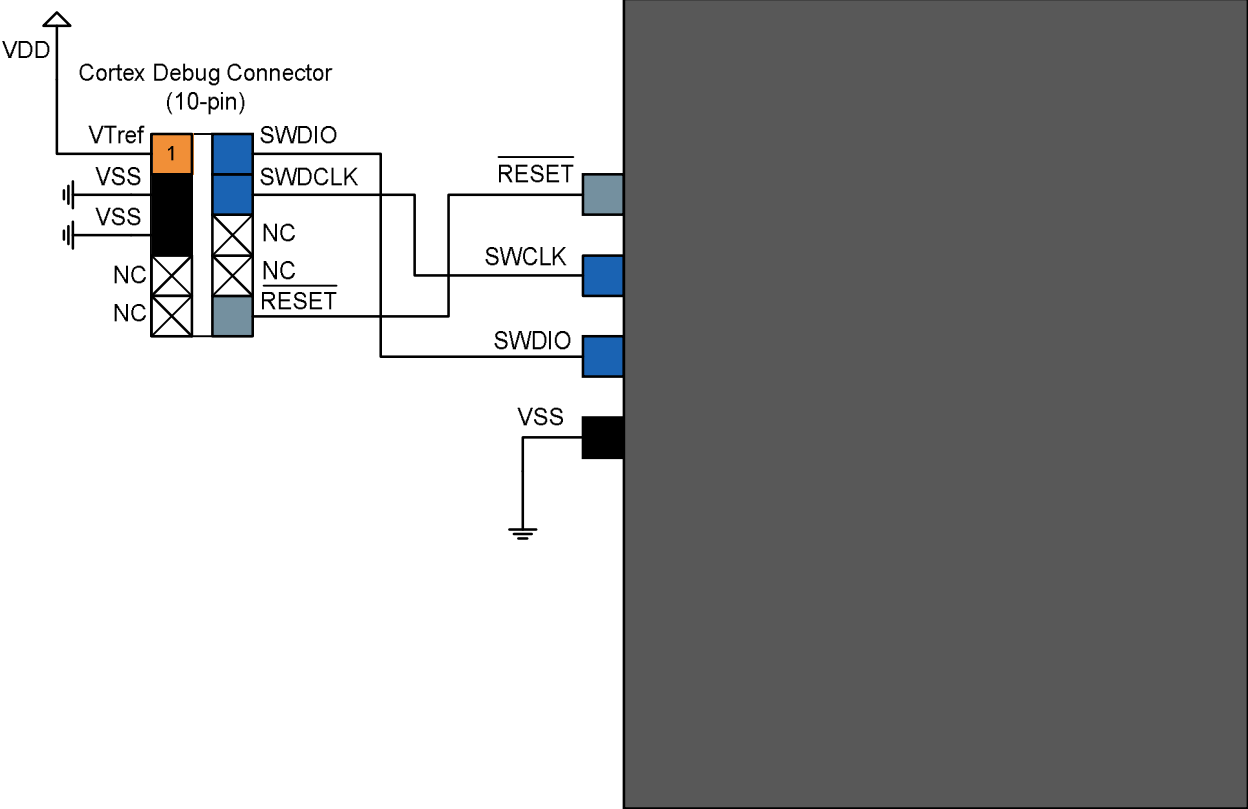 VDD
Cortex Debug Connector
(10-pin)
VTref
1
SWDIO
VSS
SWDCLK
VSS
NC
NC
NC
NC
RESET
RESET
SWCLK
SWDIO
VSS